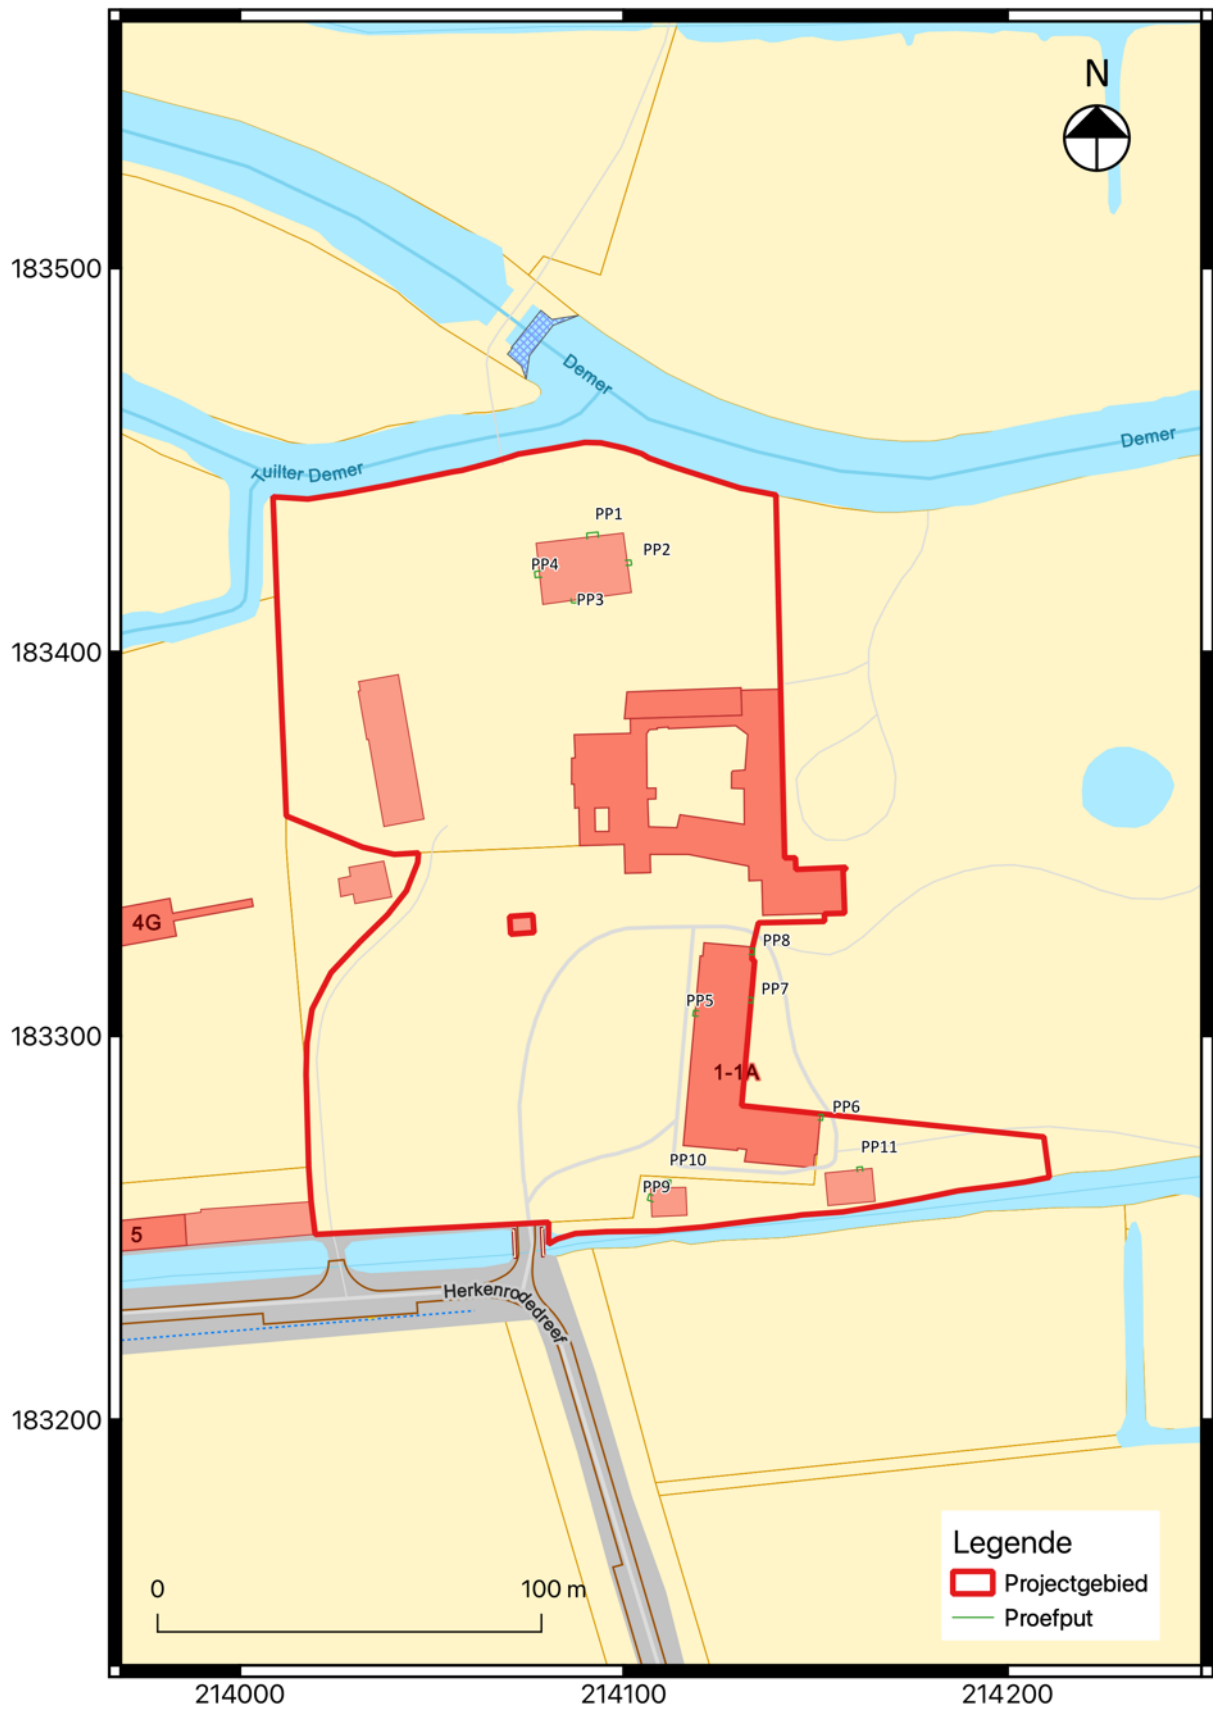 N
183500
Demer
Demer
Tuilter Demer
PP1
PP2
PP4
PP3
183400
4G
PP8
PP7
PP5
183300
1-1A
PP6
PP11
PP10
PP9
5
Herkenrodedreef
183200
Legende
Projectgebied
Proefput
0 100 m
214000 214100 214200